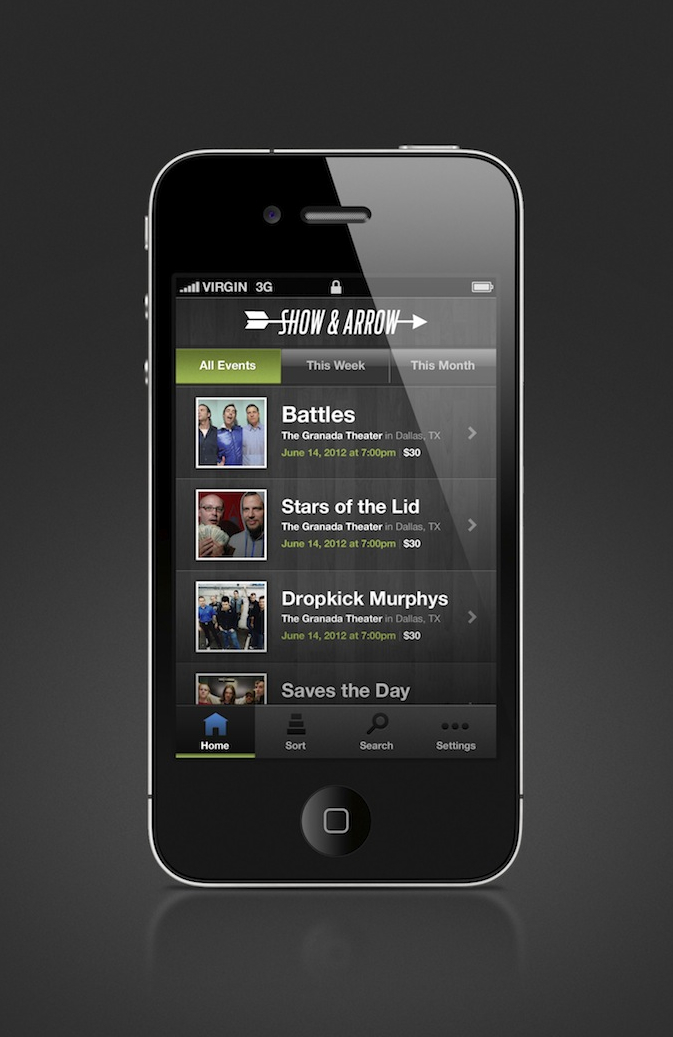 VIRGIN 3G
SHOW & ARROW
All Events
This Week
This Month
Battles
The Granada Theater in Dallas, TX
June 14, 2012 at 7:00pm $30
Stars of the Lid
The Granada Theater in Dallas, TX
June 14, 2012 at 7:00pm $30
Dropkick Murphys
The Granada Theater in Dallas, TX
June 14, 2012 at 7:00pm $30
Saves the Day
Home
Sort
Search
Settings